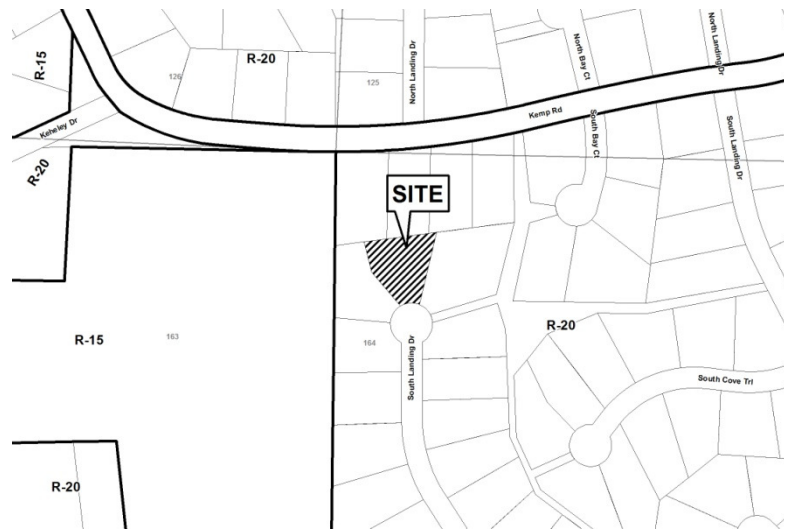 R-15
R-20
126
125
North Landing Dr
North Bay Ct
North Landing Dr
Keheley Dr
Kemp Rd
South Bay Ct
South Landing Dr
R-20
SITE
R-15
163
164
South Landing Dr
R-20
South Cove Trl
R-20